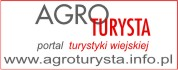 AGRO
TURYSTA
portal turystyki wiejskiej
www.agroturysta.info.pl